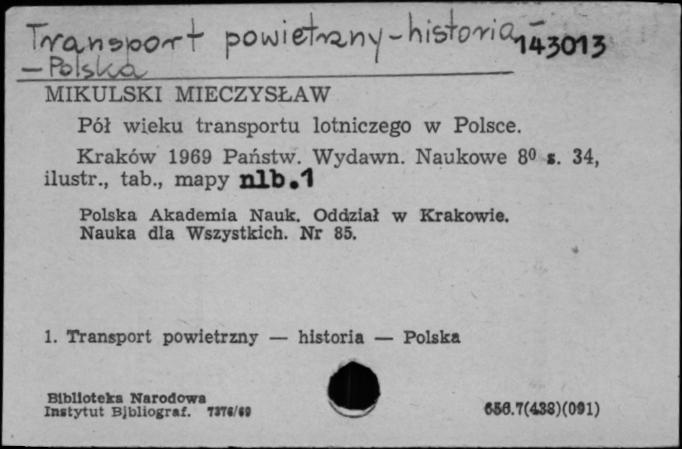 Transport powietrzny - historia -
143013
- Polska
MIKULSKI MIECZYSŁAW
Pół wieku transportu lotniczego w Polsce.
Kraków 1969 Państw. Wydawn. Naukowe 8⁰ s. 34,
ilustr., tab., mapy nlb.1
Polska Akademia Nauk. Oddział w Krakowie.
Nauka dla Wszystkich. Nr 85.
1. Transport powietrzny — historia — Polska
Biblioteka Narodowa
Instytut Bibliograf. 7376/69
656.7(438)(091)